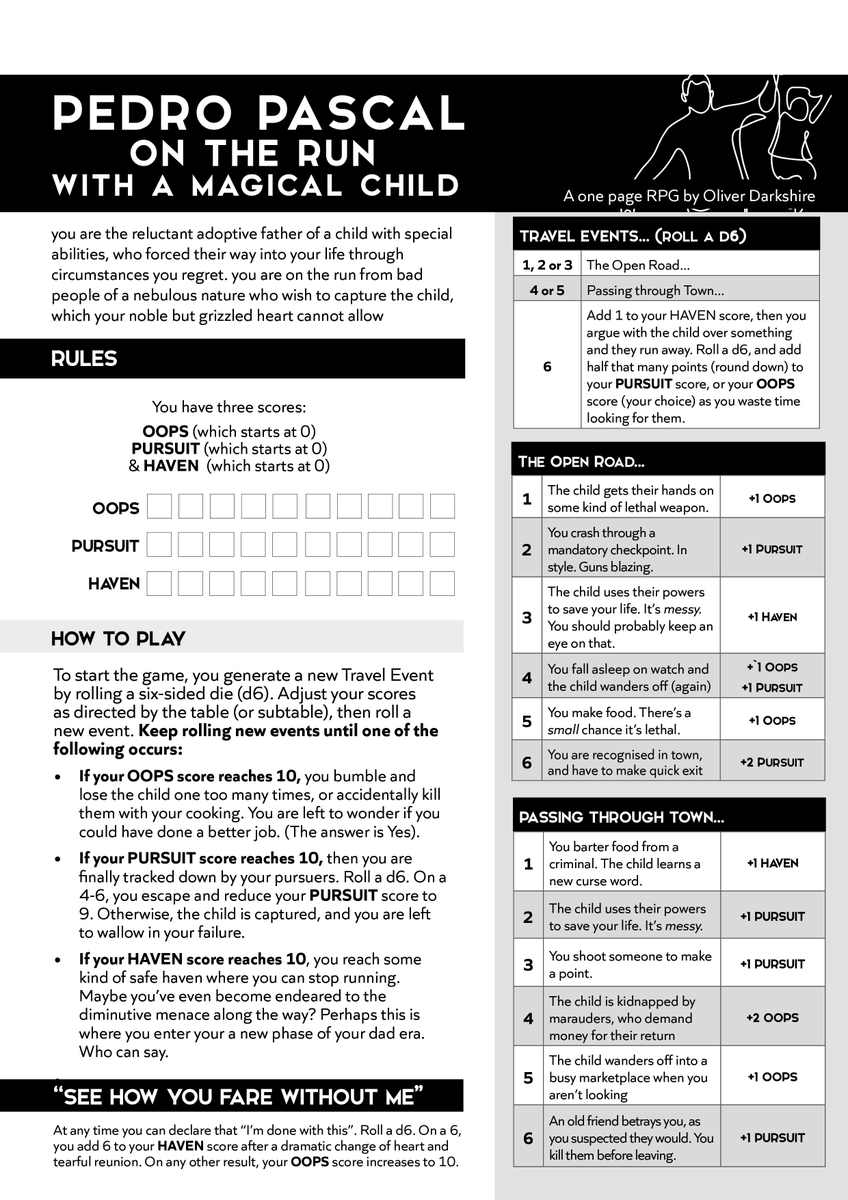 PEDRO PASCAL
ON THE RUN
WITH A MAGICAL CHILD
A one page RPG by Oliver Darkshire
you are the reluctant adoptive father of a child with special
abilities, who forced their way into your life through
circumstances you regret. you are on the run from bad
people of a nebulous nature who wish to capture the child,
which your noble but grizzled heart cannot allow
RULES
You have three scores:
OOPS (which starts at 0)
PURSUIT (which starts at 0)
& HAVEN (which starts at 0)
OOPS
PURSUIT
HAVEN
HOW TO PLAY
To start the game, you generate a new Travel Event
by rolling a six-sided die (d6). Adjust your scores
as directed by the table (or subtable), then roll a
new event. Keep rolling new events until one of the
following occurs:
• If your OOPS score reaches 10, you bumble and
lose the child one too many times, or accidentally kill
them with your cooking. You are left to wonder if you
could have done a better job. (The answer is Yes).
• If your PURSUIT score reaches 10, then you are
finally tracked down by your pursuers. Roll a d6. On a
4-6, you escape and reduce your PURSUIT score to
9. Otherwise, the child is captured, and you are left
to wallow in your failure.
• If your HAVEN score reaches 10, you reach some
kind of safe haven where you can stop running.
Maybe you've even become endeared to the
diminutive menace along the way? Perhaps this is
where you enter your a new phase of your dad era.
Who can say.
“SEE HOW YOU FARE WITHOUT ME”
At any time you can declare that “I'm done with this”. Roll a d6. On a 6,
you add 6 to your HAVEN score after a dramatic change of heart and
tearful reunion. On any other result, your OOPS score increases to 10.
TRAVEL EVENTS... (ROLL A D6)
1, 2 or 3 The Open Road...
4 or 5 Passing through Town...
Add 1 to your HAVEN score, then you
argue with the child over something
and they run away. Roll a d6, and add
6 half that many points (round down) to
your PURSUIT score, or your OOPS
score (your choice) as you waste time
looking for them.
THE OPEN ROAD...
1 The child gets their hands on +1 OOPS
some kind of lethal weapon.
You crash through a
2 mandatory checkpoint. In +1 PURSUIT
style. Guns blazing.
The child uses their powers
to save your life. It's messy.
3 You should probably keep an +1 HAVEN
eye on that.
4 You fall asleep on watch and +`1 OOPS
the child wanders off (again) +1 PURSUIT
5 You make food. There's a +1 OOPS
small chance it's lethal.
6 You are recognised in town, +2 PURSUIT
and have to make quick exit
PASSING THROUGH TOWN...
You barter food from a
1 criminal. The child learns a +1 HAVEN
new curse word.
2 The child uses their powers +1 PURSUIT
to save your life. It's messy.
3 You shoot someone to make +1 PURSUIT
a point.
The child is kidnapped by
4 marauders, who demand +2 OOPS
money for their return
The child wanders off into a
5 busy marketplace when you +1 OOPS
aren't looking
An old friend betrays you, as
6 you suspected they would. You +1 PURSUIT
kill them before leaving.